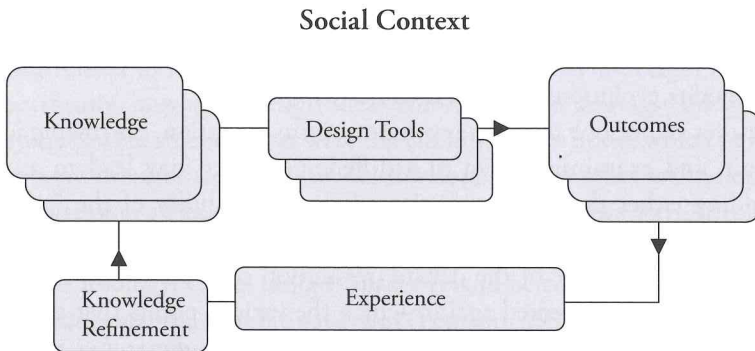 Social Context
Knowledge
Design Tools
Outcomes
Knowledge
Refinement
Experience